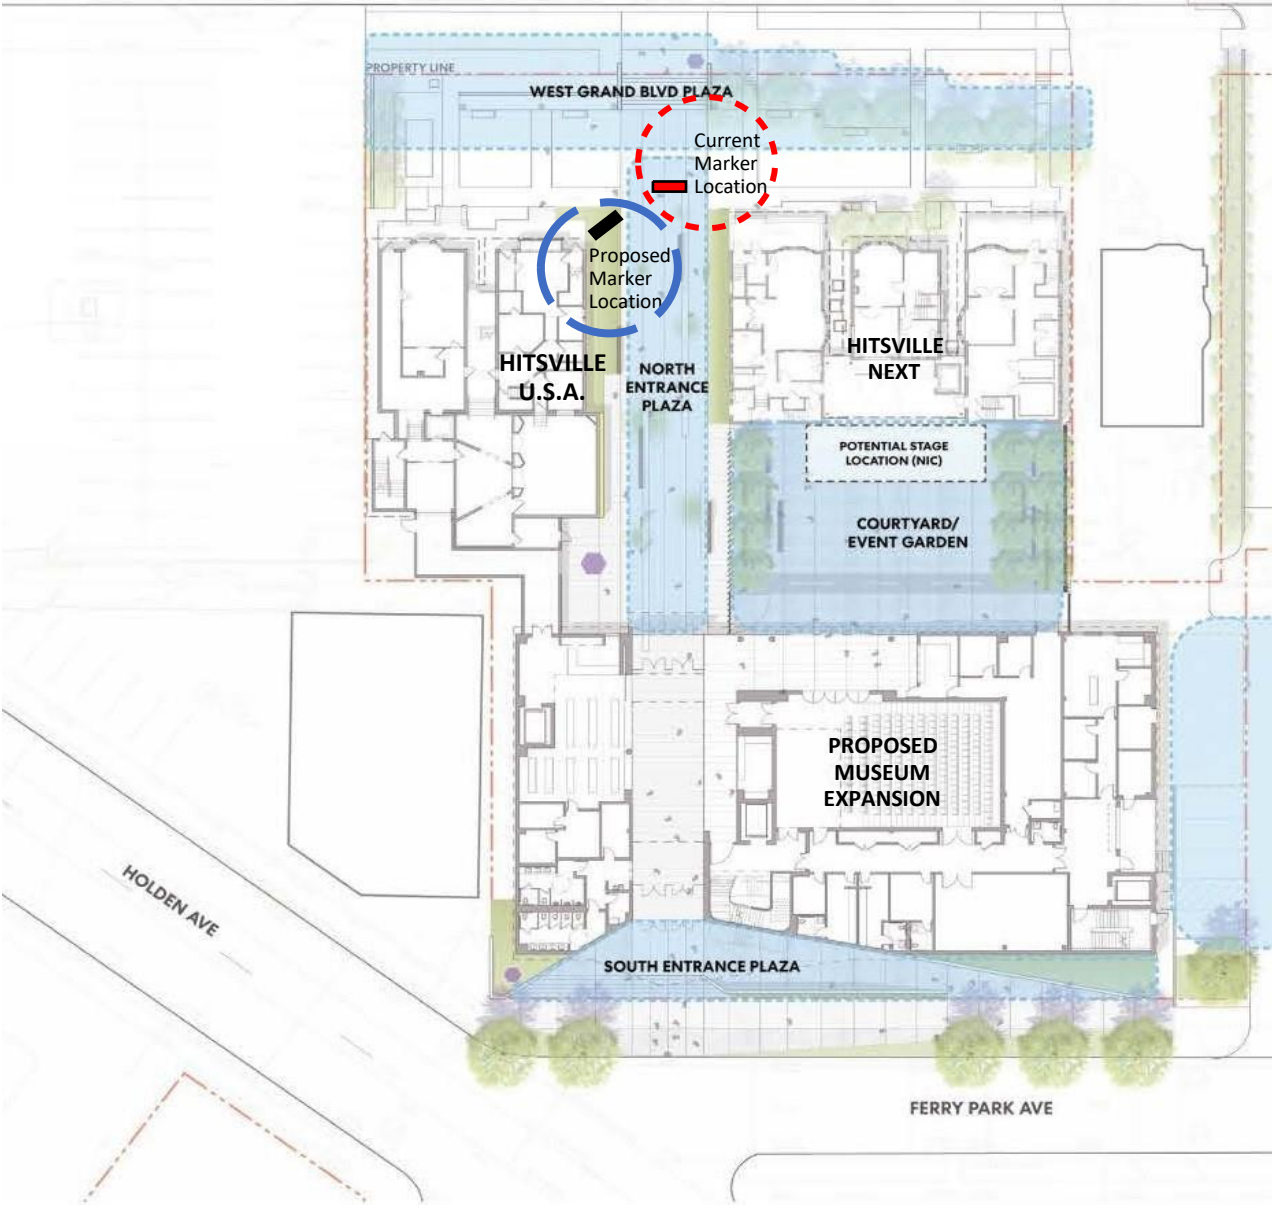 PROPERTY LINE
WEST GRAND BLVD PLAZA
Current
Marker
Location
Proposed
Marker
Location
HITSVILLE
U.S.A.
NORTH
ENTRANCE
PLAZA
HITSVILLE
NEXT
POTENTIAL STAGE
LOCATION (NIC)
COURTYARD/
EVENT GARDEN
PROPOSED
MUSEUM
EXPANSION
HOLDEN AVE
SOUTH ENTRANCE PLAZA
FERRY PARK AVE